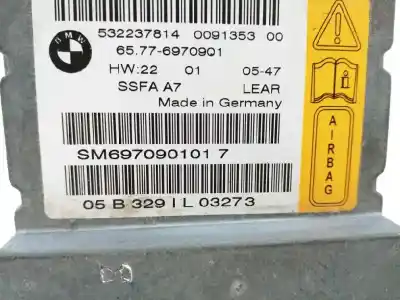 BMW
532237814 0091353 00
65.77-6970901
HW:22 01 05-47
SSFA A7 LEAR
Made in Germany
SM697090101 7
05 B 329 I L 03273
AIRBAG